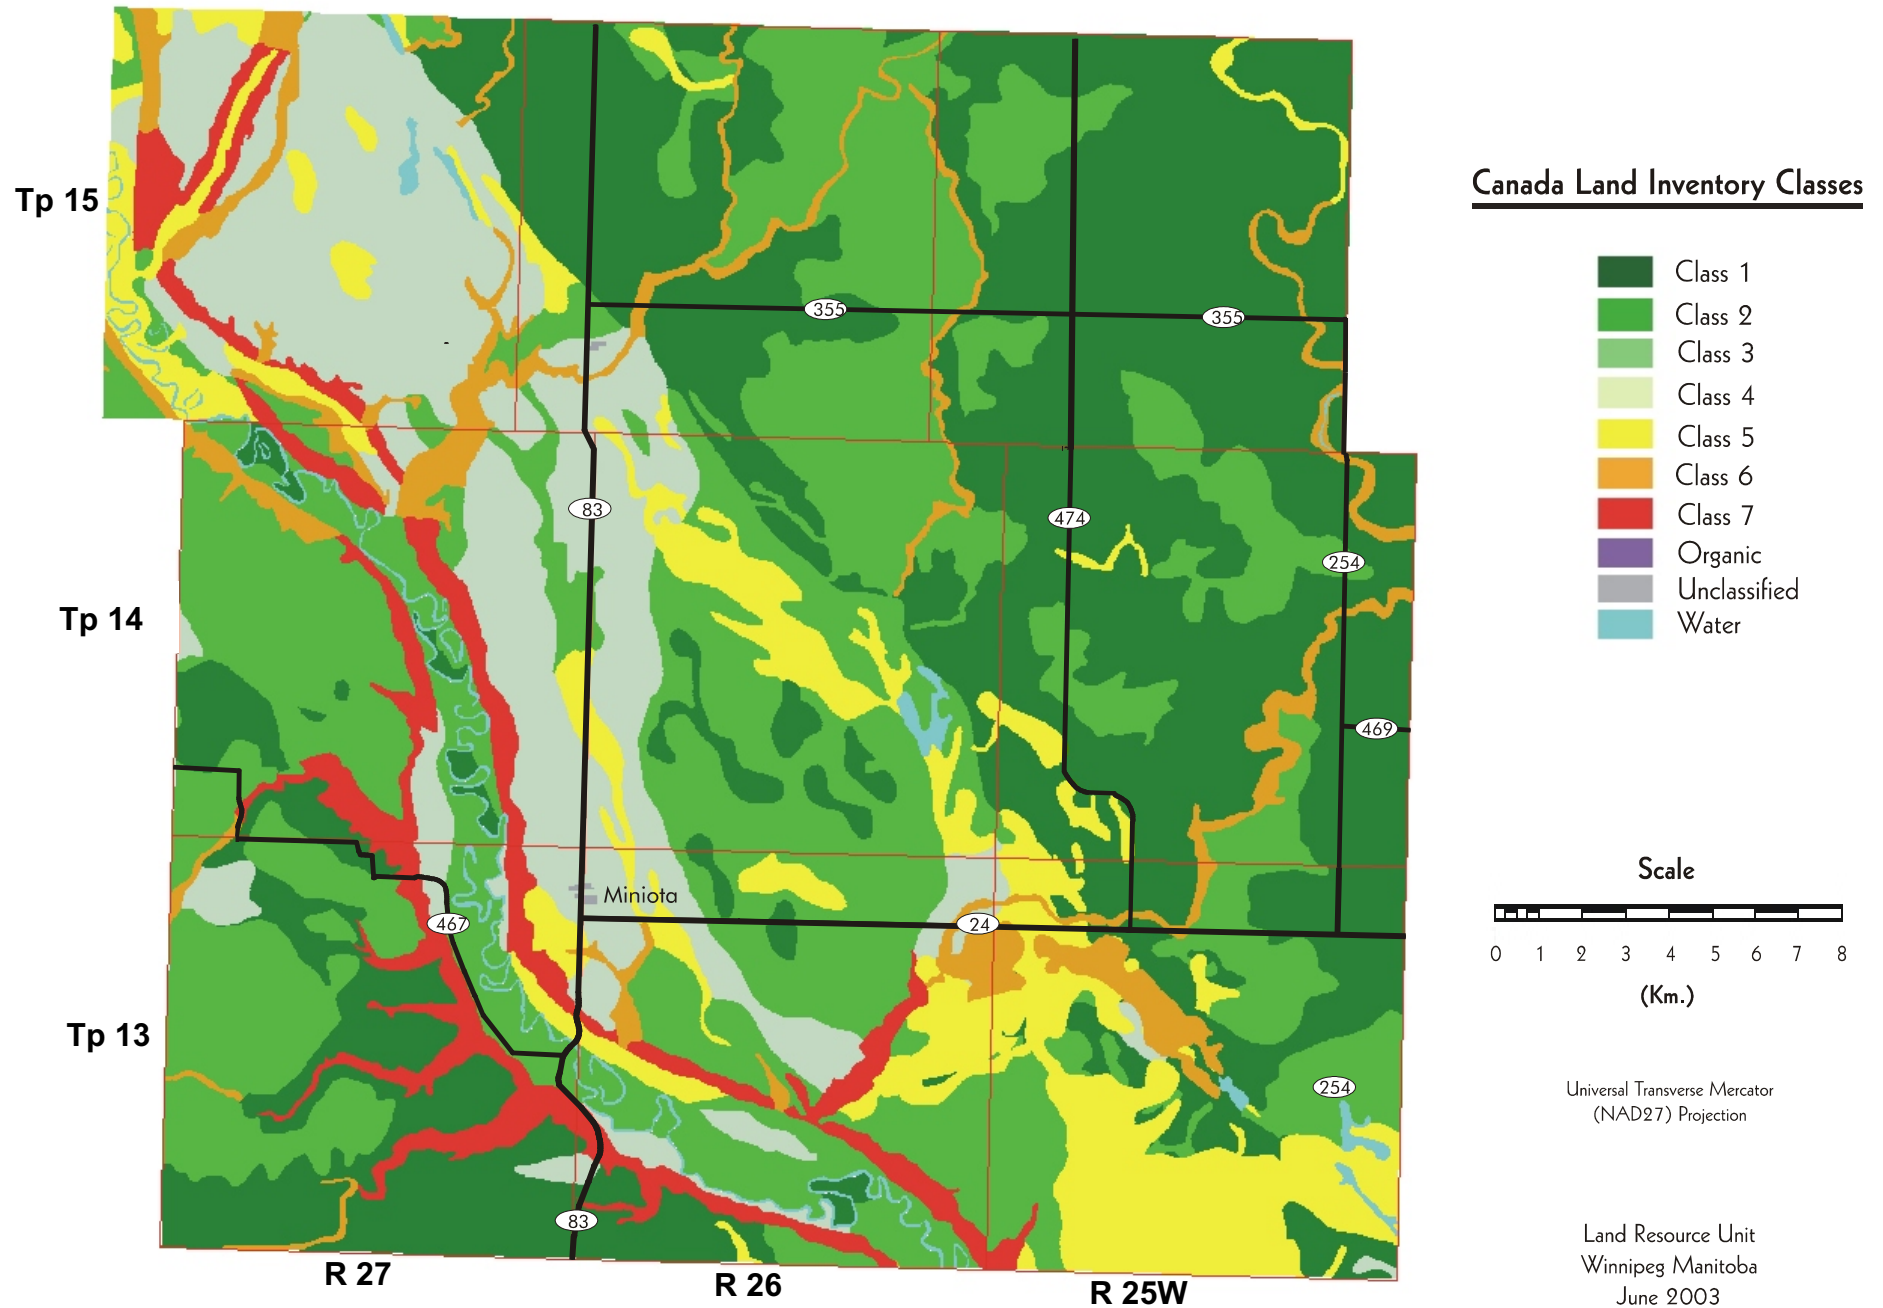 Tp 15
Tp 14
Tp 13
R 27
R 26
R 25W
355
355
83
474
254
469
Miniota
467
24
254
83
Canada Land Inventory Classes
Class 1
Class 2
Class 3
Class 4
Class 5
Class 6
Class 7
Organic
Unclassified
Water
Scale
0 1 2 3 4 5 6 7 8
(Km.)
Universal Transverse Mercator
(NAD27) Projection
Land Resource Unit
Winnipeg Manitoba
June 2003